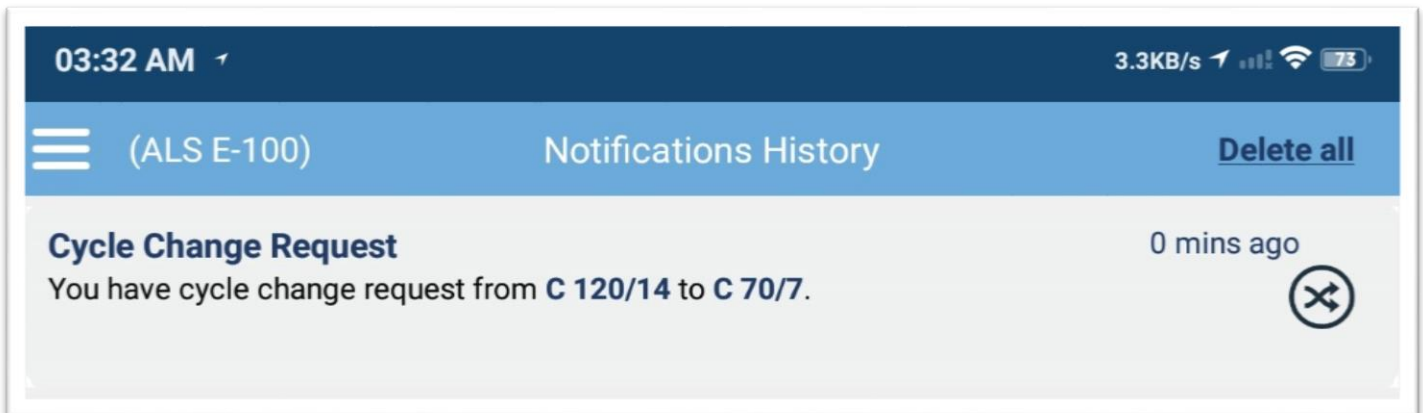 03:32 AM 3.3KB/s 73
(ALS E-100) Notifications History Delete all
Cycle Change Request 0 mins ago
You have cycle change request from C 120/14 to C 70/7.